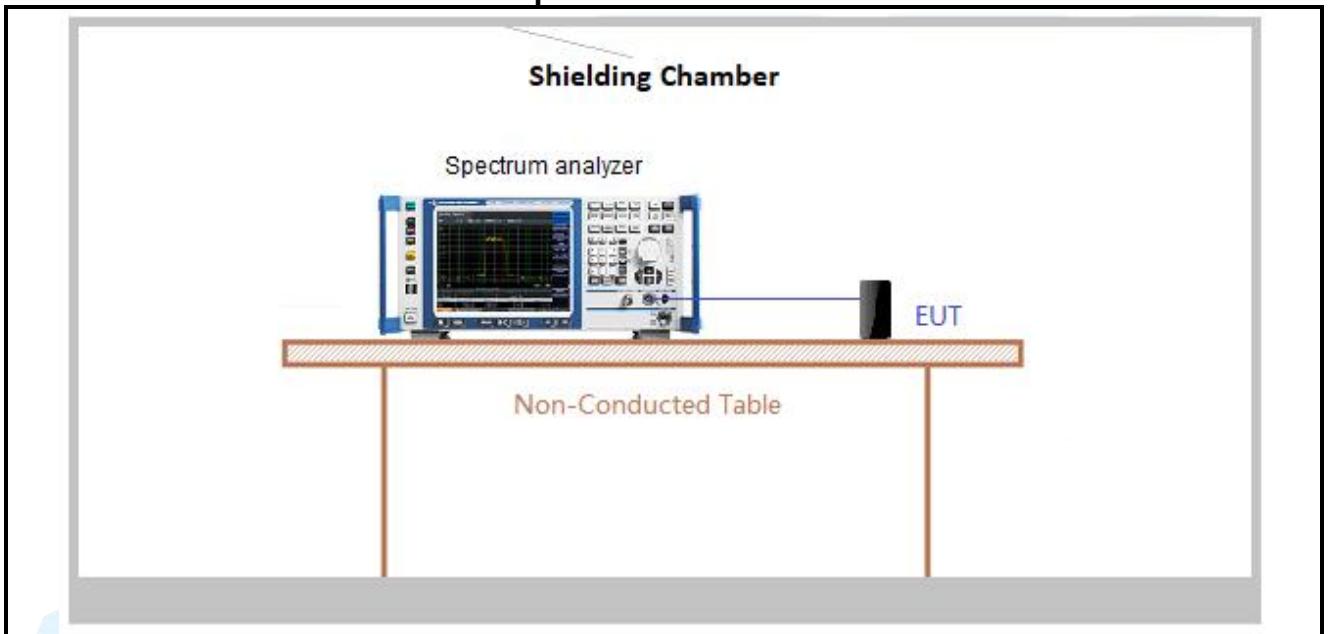 Shielding Chamber
Spectrum analyzer
EUT
Non-Conducted Table